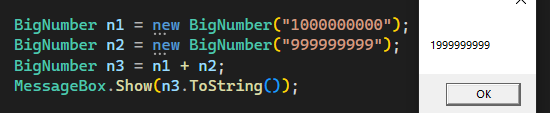 BigNumber n1 = new BigNumber("1000000000");
BigNumber n2 = new BigNumber("999999999");
BigNumber n3 = n1 + n2;
MessageBox.Show(n3.ToString());
1999999999
OK